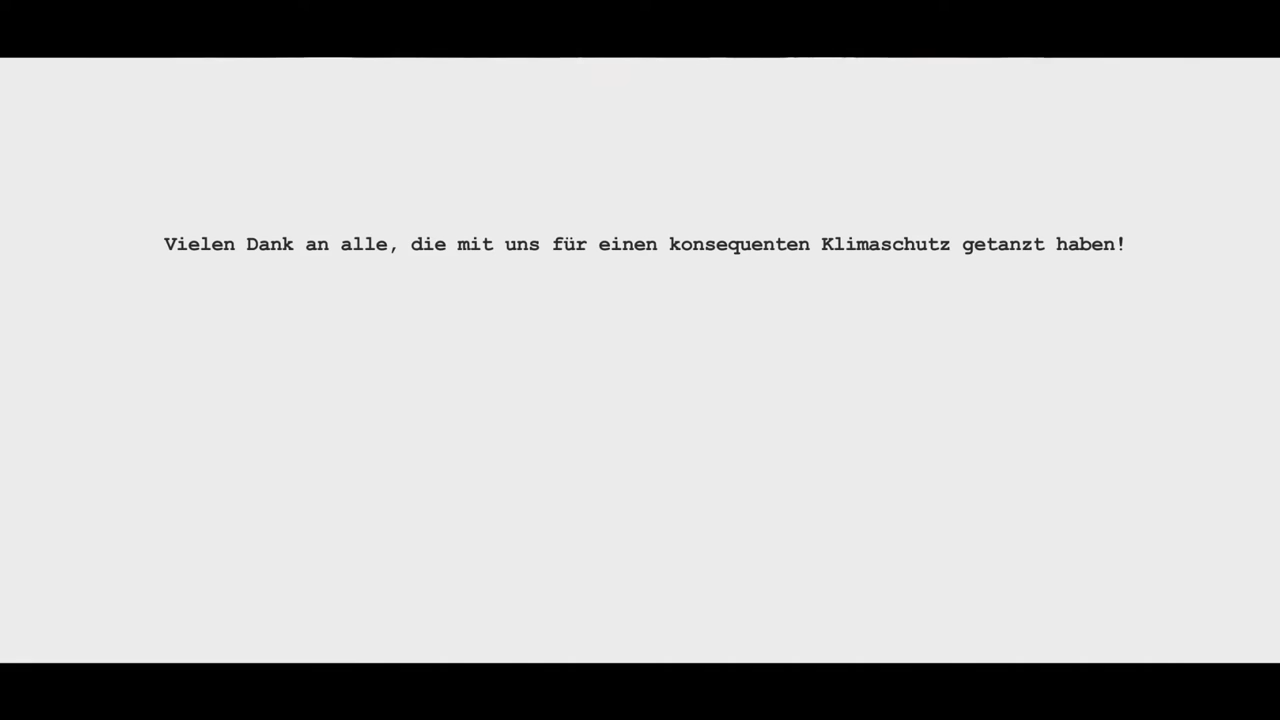 Vielen Dank an alle, die mit uns für einen konsequenten Klimaschutz getanzt haben!